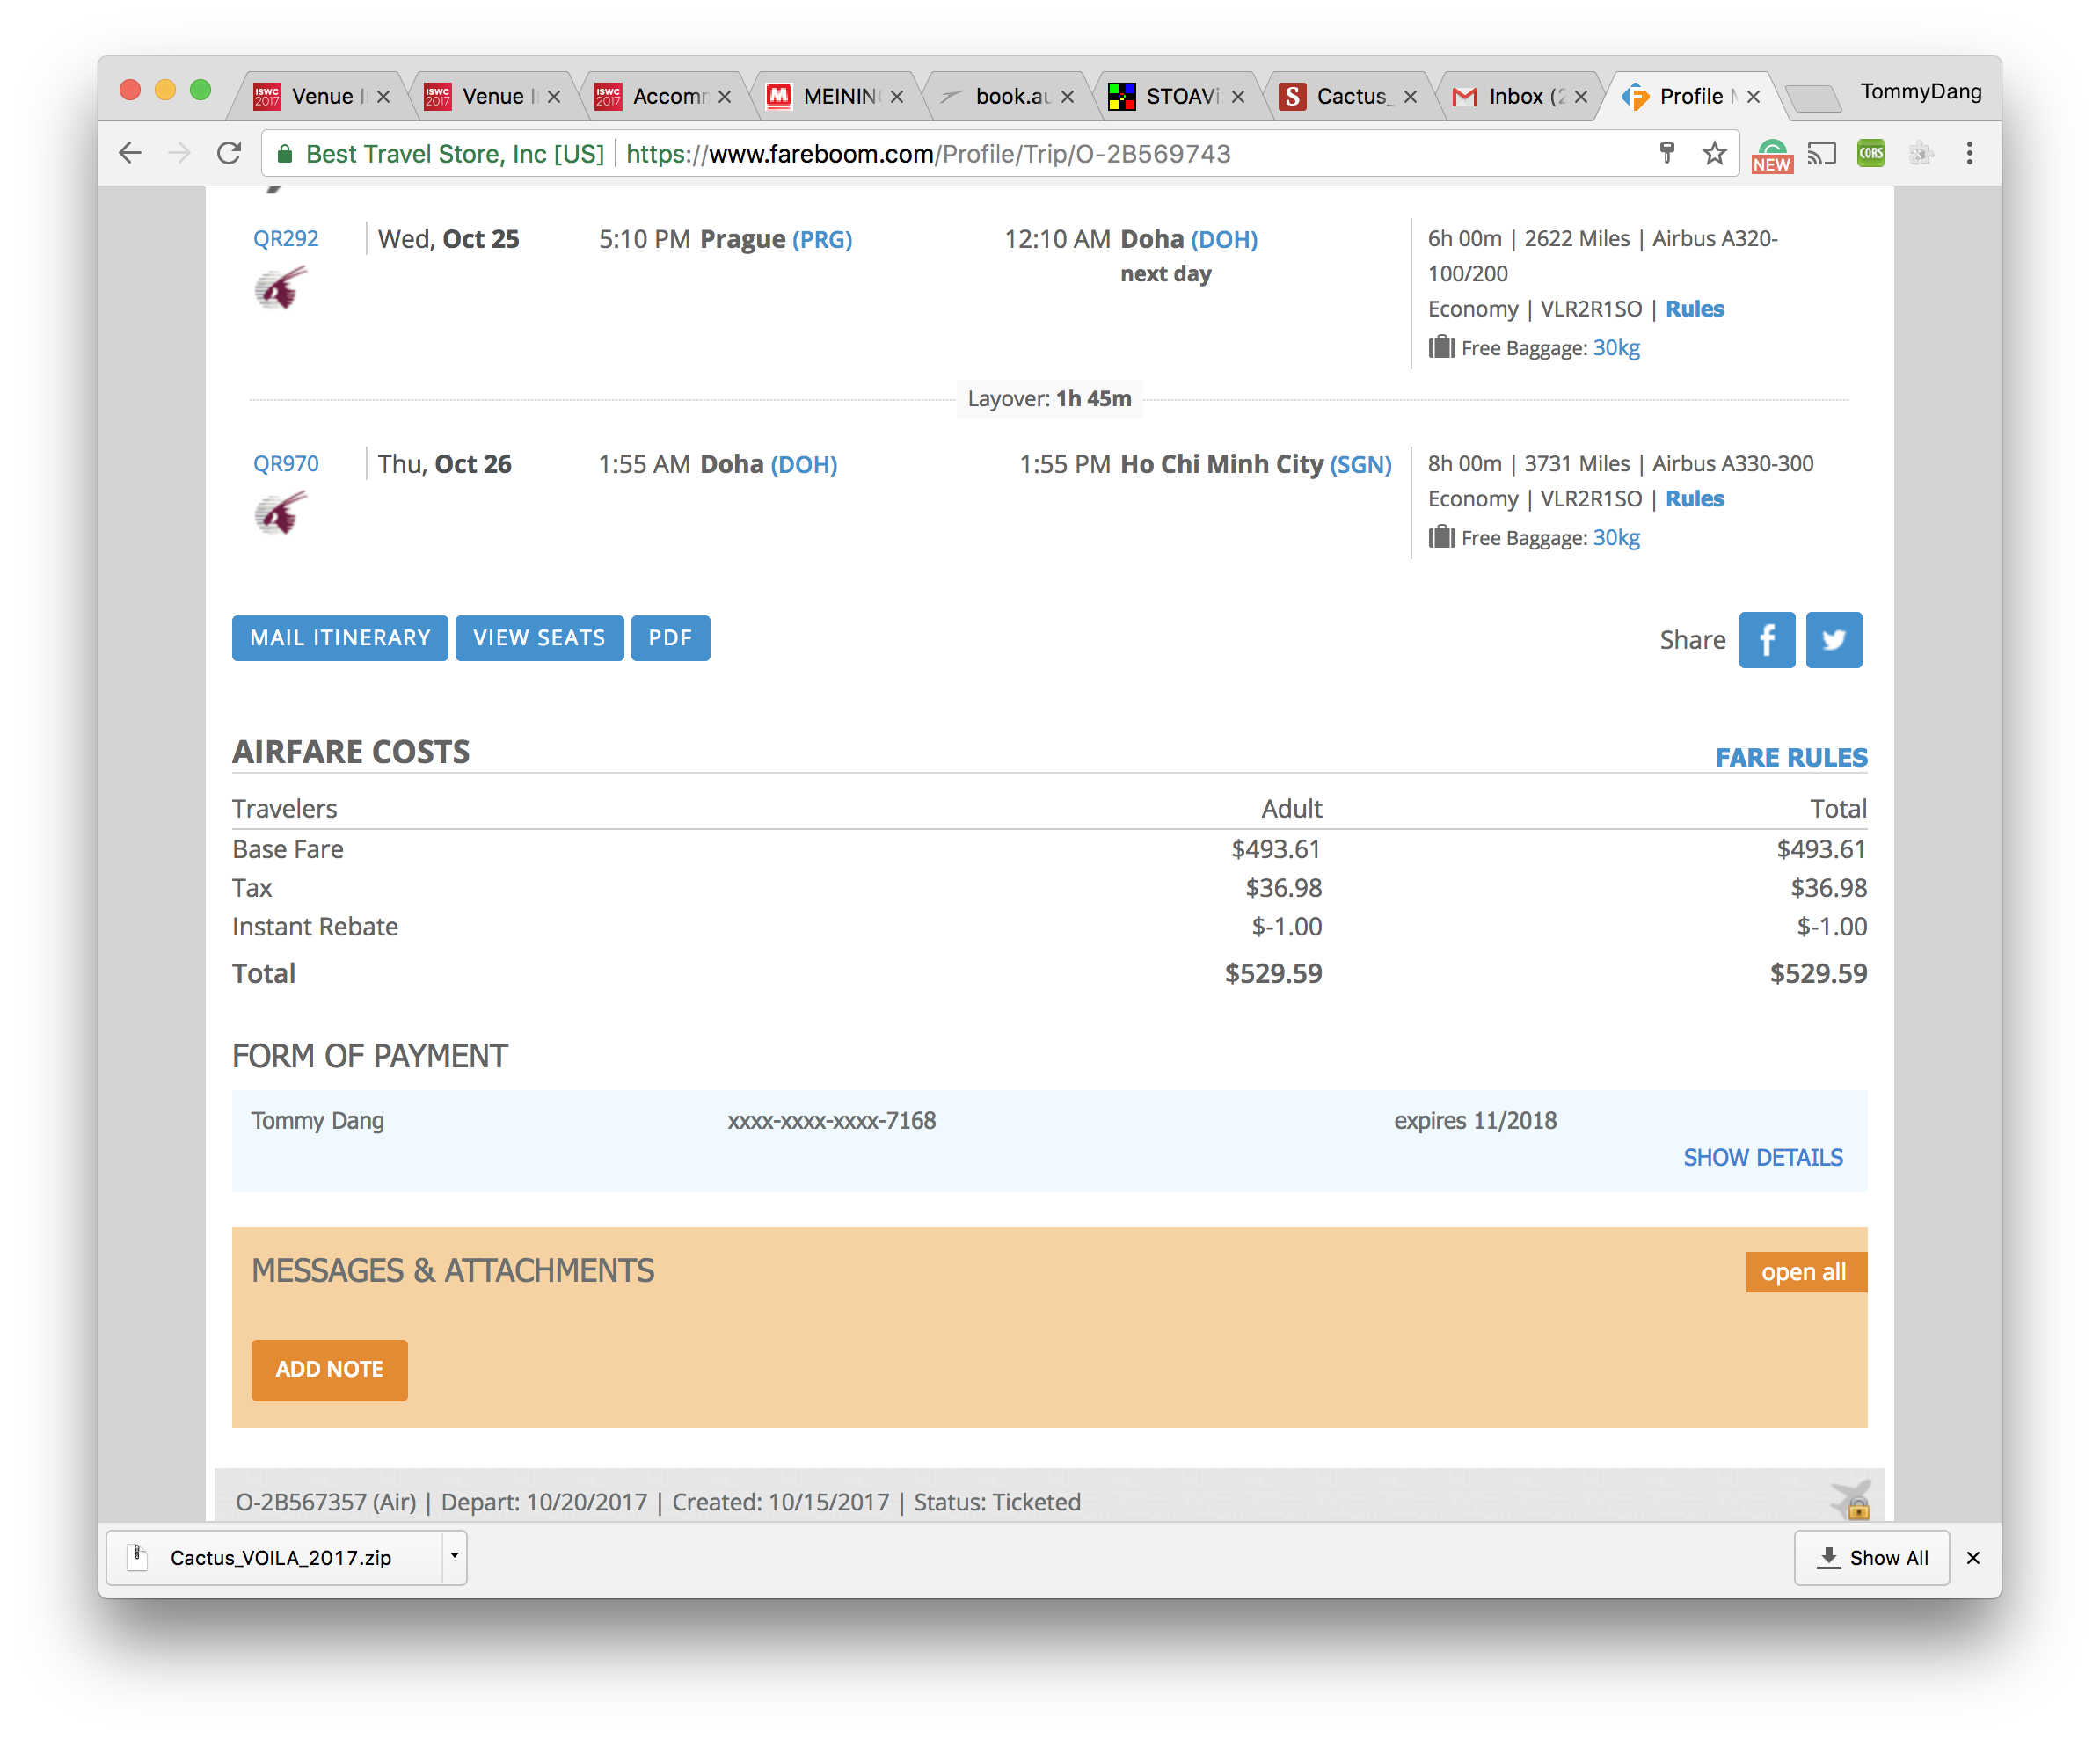 Venue I
Venue I
Accomr
MEININ
book.au
STOAVi
Cactus_
Inbox (2
Profile M
TommyDang
Best Travel Store, Inc [US] https://www.fareboom.com/Profile/Trip/O-2B569743
NEW
CORS
QR292 Wed, Oct 25 5:10 PM Prague (PRG) 12:10 AM Doha (DOH) 6h 00m | 2622 Miles | Airbus A320-
next day 100/200
Economy | VLR2R1SO | Rules
Free Baggage: 30kg
Layover: 1h 45m
QR970 Thu, Oct 26 1:55 AM Doha (DOH) 1:55 PM Ho Chi Minh City (SGN) 8h 00m | 3731 Miles | Airbus A330-300
Economy | VLR2R1SO | Rules
Free Baggage: 30kg
MAIL ITINERARY VIEW SEATS PDF Share
AIRFARE COSTS FARE RULES
Travelers Adult Total
Base Fare $493.61 $493.61
Tax $36.98 $36.98
Instant Rebate $-1.00 $-1.00
Total $529.59 $529.59
FORM OF PAYMENT
Tommy Dang xxxx-xxxx-xxxx-7168 expires 11/2018
SHOW DETAILS
MESSAGES & ATTACHMENTS open all
ADD NOTE
O-2B567357 (Air) | Depart: 10/20/2017 | Created: 10/15/2017 | Status: Ticketed
Cactus_VOILA_2017.zip Show All